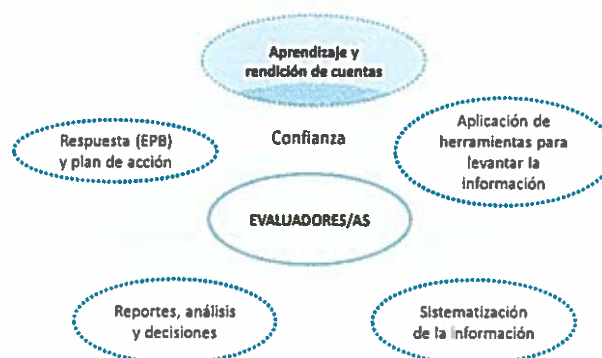 Aprendizaje y
rendición de cuentas
Confianza
Respuesta (EPB)
y plan de acción
Aplicación de
herramientas para
levantar la
información
EVALUADORES/AS
Reportes, análisis
y decisiones
Sistematización
de la información